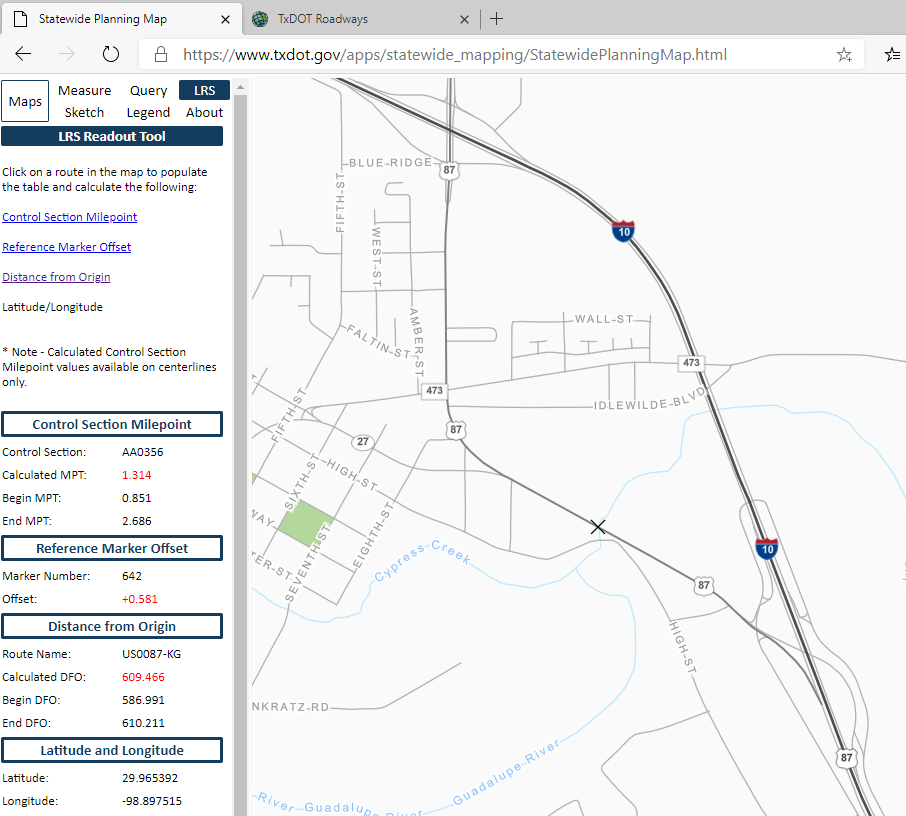 Statewide Planning Map
TxDOT Roadways
https://www.txdot.gov/apps/statewide_mapping/StatewidePlanningMap.html
Maps
Measure
Query
LRS
Sketch
Legend
About
LRS Readout Tool
Click on a route in the map to populate
the table and calculate the following:
Control Section Milepoint
Reference Marker Offset
Distance from Origin
Latitude/Longitude
* Note - Calculated Control Section
Milepoint values available on centerlines
only.
Control Section Milepoint
Control Section: AA0356
Calculated MPT: 1.314
Begin MPT: 0.851
End MPT: 2.686
Reference Marker Offset
Marker Number: 642
Offset: +0.581
Distance from Origin
Route Name: US0087-KG
Calculated DFO: 609.466
Begin DFO: 586.991
End DFO: 610.211
Latitude and Longitude
Latitude: 29.965392
Longitude: -98.897515
BLUE-RIDGE
87
FIFTH-ST
10
WEST-ST
WALL-ST
AMBER-ST
FALTIN-ST
473
473
IDLEWILDE-BLVD
FIFTH-ST
87
27
HIGH-ST
SIXTH-ST
WAY
EIGHTH-ST
SEVENTH-ST
TER-ST
Cypress-Creek
10
87
HIGH-ST
NKRATZ-RD
87
Guadalupe-River
-River-Guadalupe-River